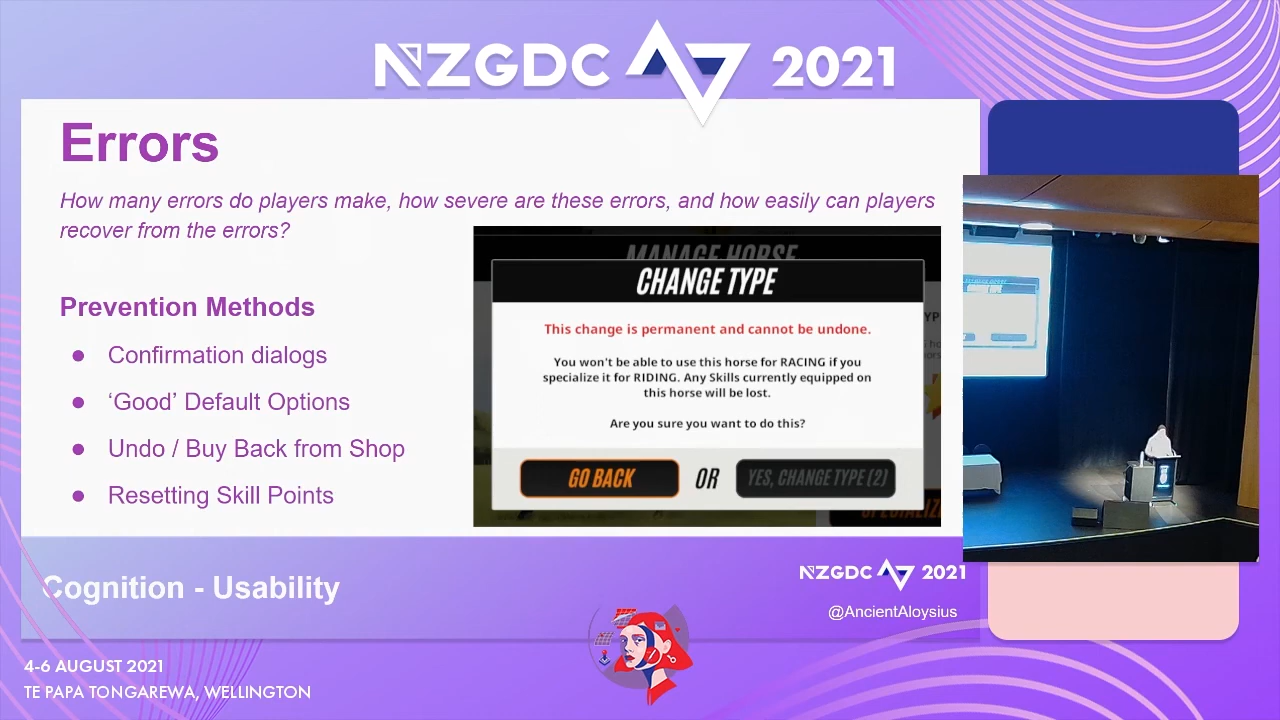 NZGDC 2021
Errors
How many errors do players make, how severe are these errors, and how easily can players
recover from the errors?
Prevention Methods
● Confirmation dialogs
● ‘Good’ Default Options
● Undo / Buy Back from Shop
● Resetting Skill Points
MANAGE HORSE
CHANGE TYPE
This change is permanent and cannot be undone.
You won't be able to use this horse for RACING if you
specialize it for RIDING. Any Skills currently equipped on
this horse will be lost.
Are you sure you want to do this?
GO BACK OR YES, CHANGE TYPE (2)
Cognition - Usability
NZGDC 2021
@AncientAloysius
4-6 AUGUST 2021
TE PAPA TONGAREWA, WELLINGTON